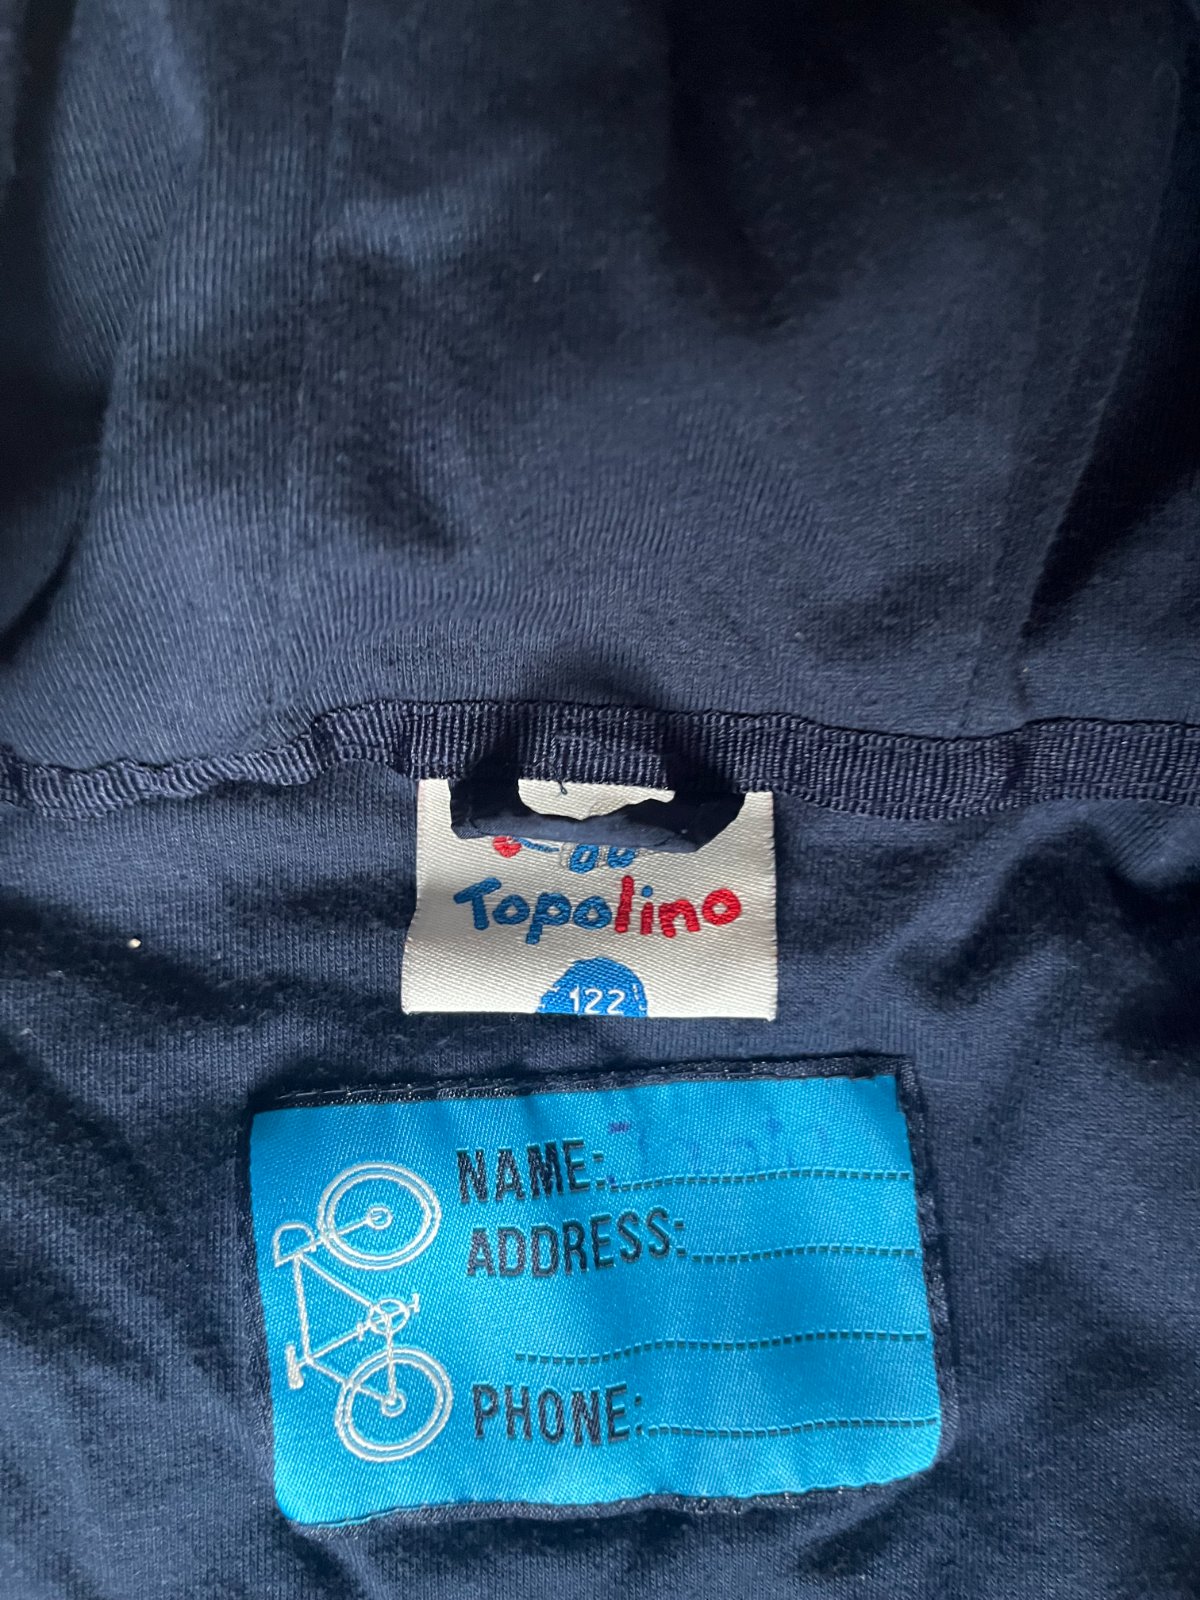 Topolino
122
NAME:
ADDRESS:
PHONE: